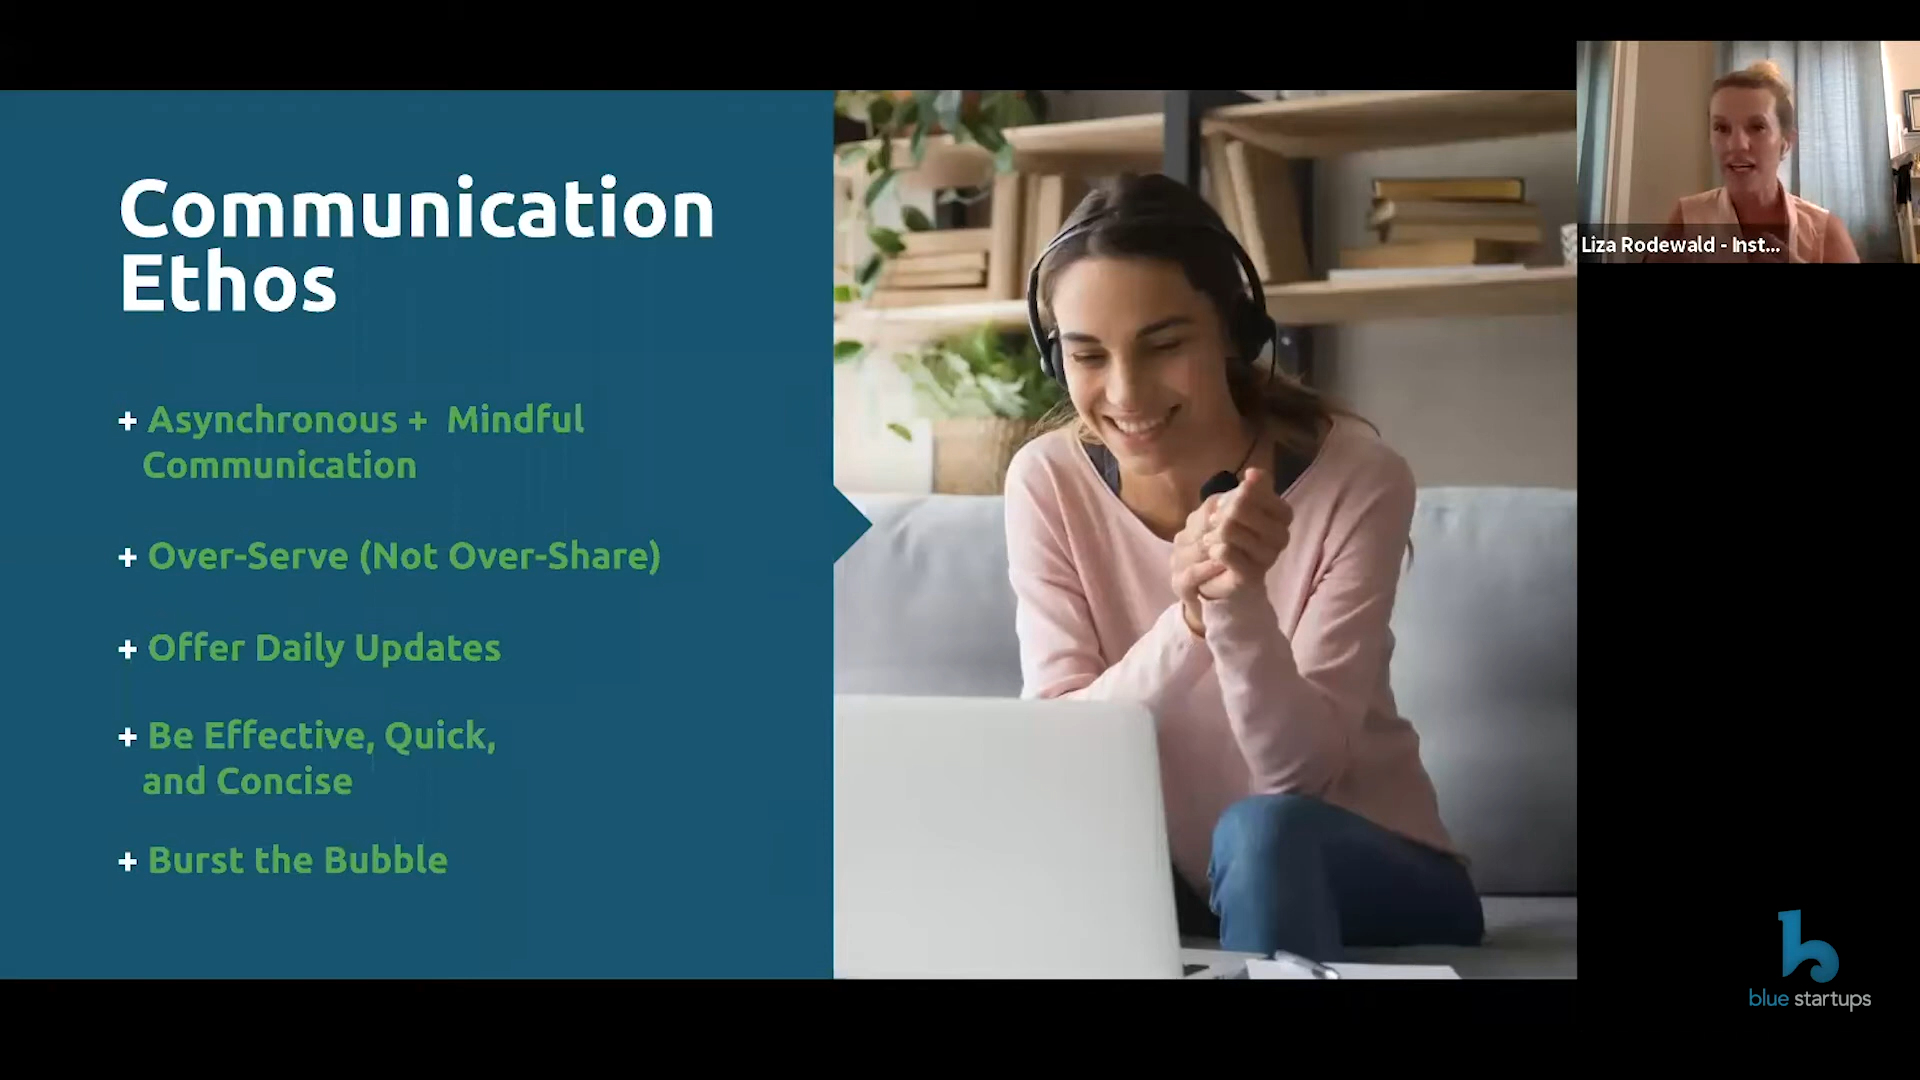 Communication
Ethos
+ Asynchronous +  Mindful
Communication
+ Over-Serve (Not Over-Share)
+ Offer Daily Updates
+ Be Effective, Quick,
and Concise
+ Burst the Bubble
Liza Rodewald - Inst...
blue startups